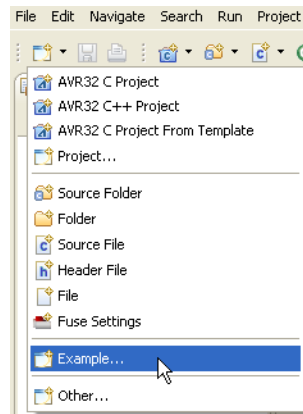 File Edit Navigate Search Run Project
AVR32 C Project
AVR32 C++ Project
AVR32 C Project From Template
Project...
Source Folder
Folder
Source File
Header File
File
Fuse Settings
Example...
Other...